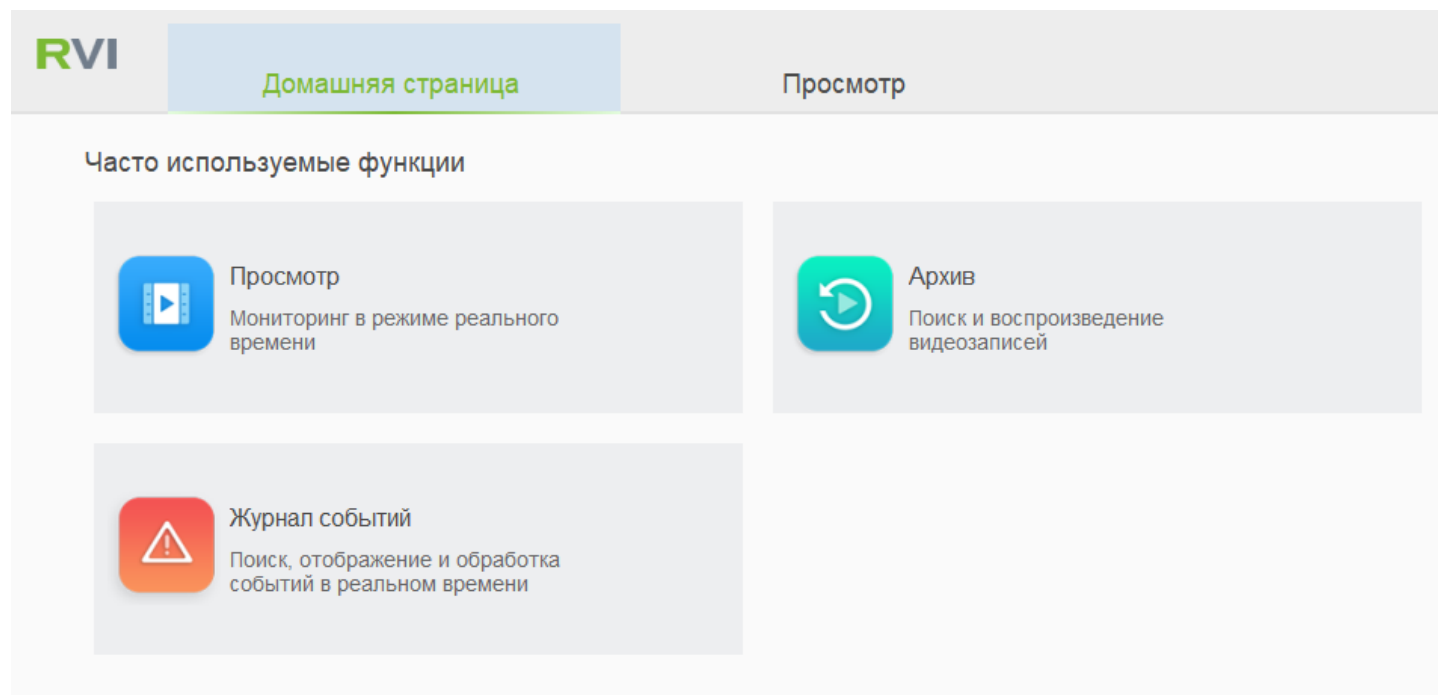 RVI
Домашняя страница
Просмотр
Часто используемые функции
Просмотр
Мониторинг в режиме реального
времени
Архив
Поиск и воспроизведение
видеозаписей
Журнал событий
Поиск, отображение и обработка
событий в реальном времени